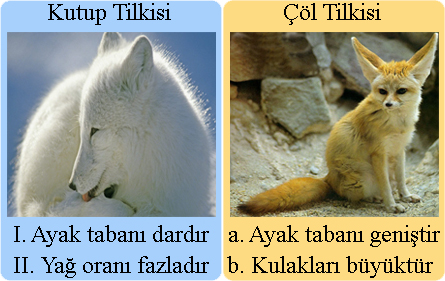 Kutup Tilkisi
Çöl Tilkisi
I. Ayak tabanı dardır
II. Yağ oranı fazladır
a. Ayak tabanı geniştir
b. Kulakları büyüktür